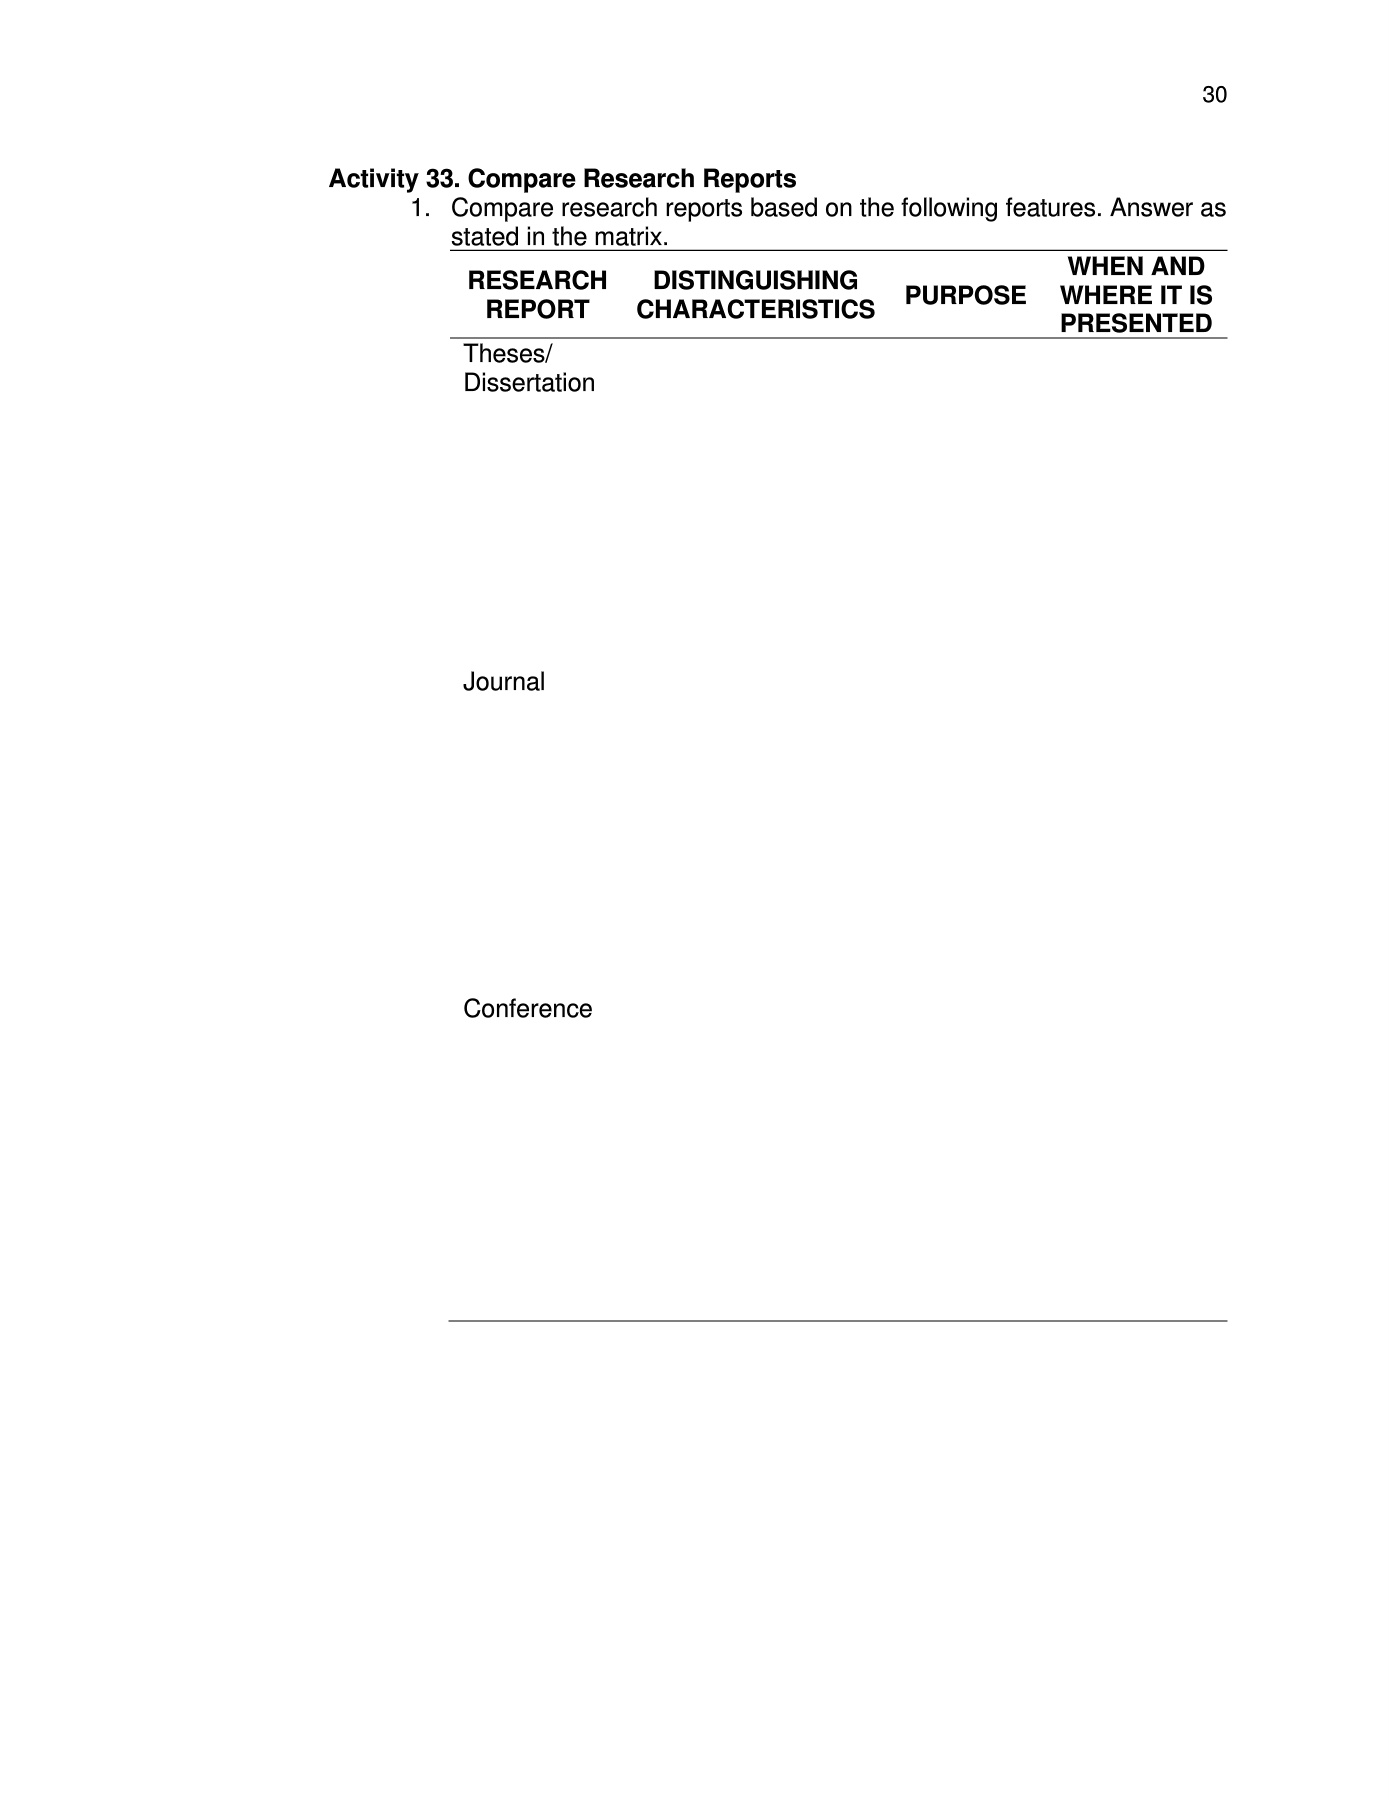 30
Activity 33. Compare Research Reports
1. Compare research reports based on the following features. Answer as
stated in the matrix.
RESEARCH REPORT
DISTINGUISHING CHARACTERISTICS
PURPOSE
WHEN AND WHERE IT IS PRESENTED
Theses/
Dissertation
Journal
Conference